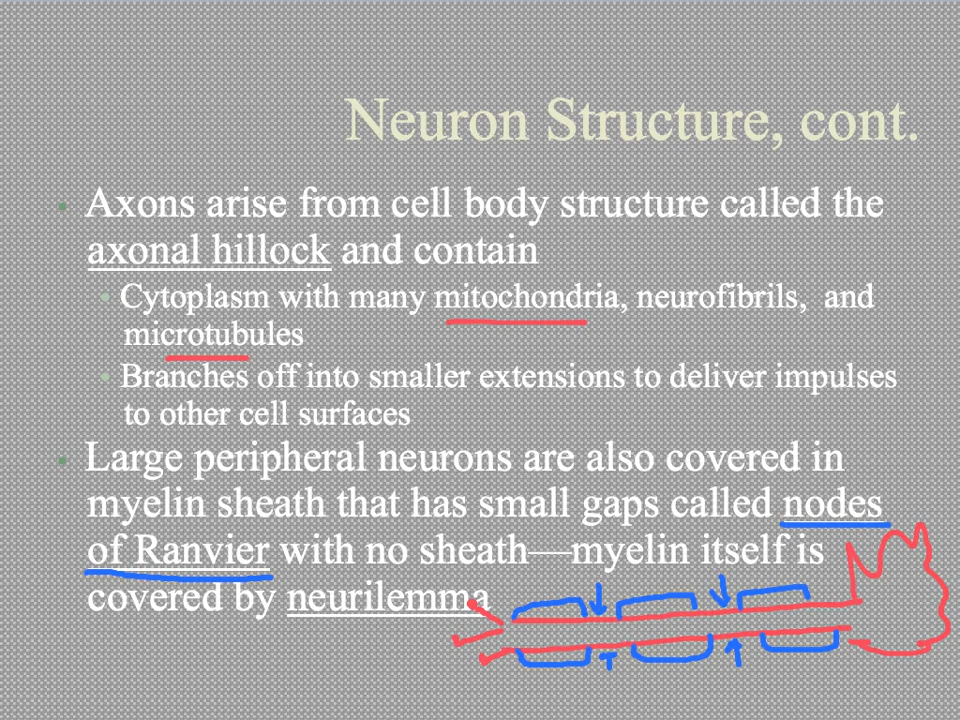 Neuron Structure, cont.
• Axons arise from cell body structure called the
axonal hillock and contain
• Cytoplasm with many mitochondria, neurofibrils, and
microtubules
• Branches off into smaller extensions to deliver impulses
to other cell surfaces
• Large peripheral neurons are also covered in
myelin sheath that has small gaps called nodes
of Ranvier with no sheath—myelin itself is
covered by neurilemma